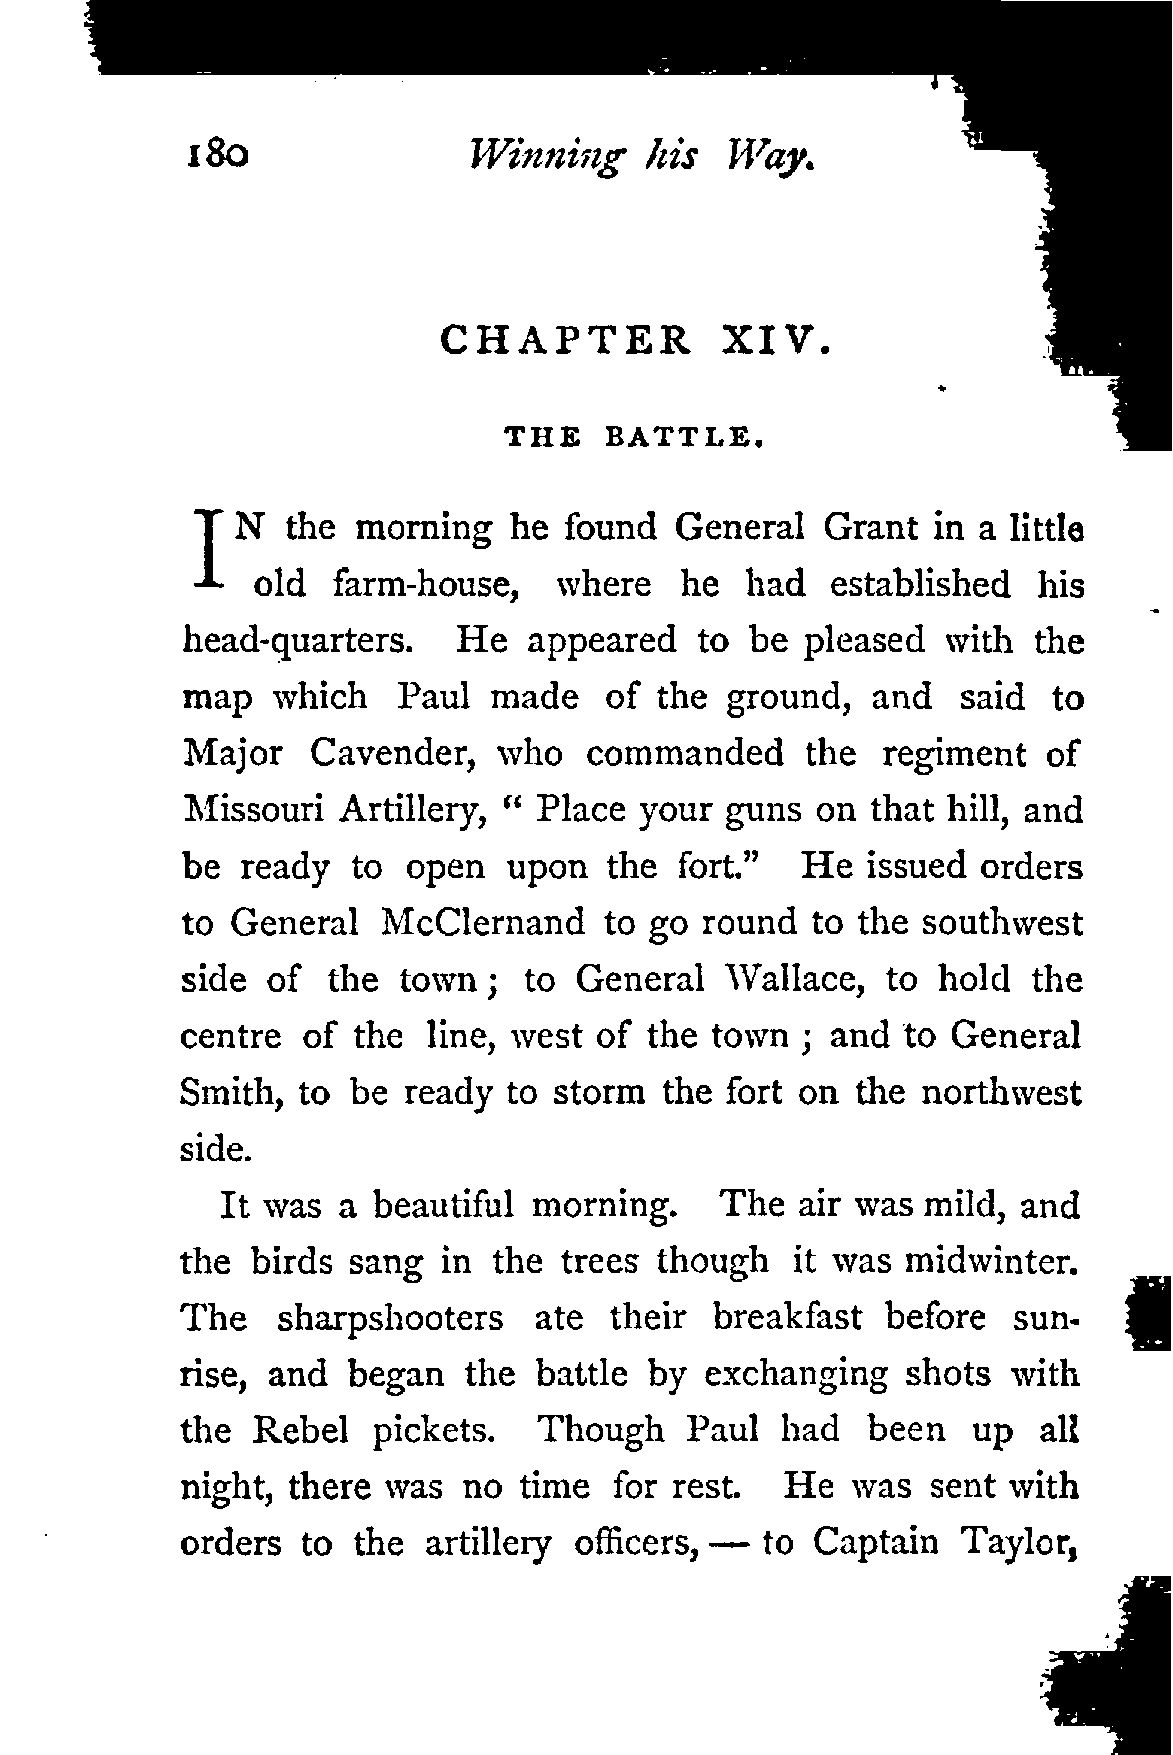 180 Winning his Way.
CHAPTER XIV.
THE BATTLE.
IN the morning he found General Grant in a little
old farm-house, where he had established his
head-quarters. He appeared to be pleased with the
map which Paul made of the ground, and said to
Major Cavender, who commanded the regiment of
Missouri Artillery, “ Place your guns on that hill, and
be ready to open upon the fort.” He issued orders
to General McClernand to go round to the southwest
side of the town ; to General Wallace, to hold the
centre of the line, west of the town ; and to General
Smith, to be ready to storm the fort on the northwest
side.
It was a beautiful morning. The air was mild, and
the birds sang in the trees though it was midwinter.
The sharpshooters ate their breakfast before sun-
rise, and began the battle by exchanging shots with
the Rebel pickets. Though Paul had been up all
night, there was no time for rest. He was sent with
orders to the artillery officers, — to Captain Taylor,